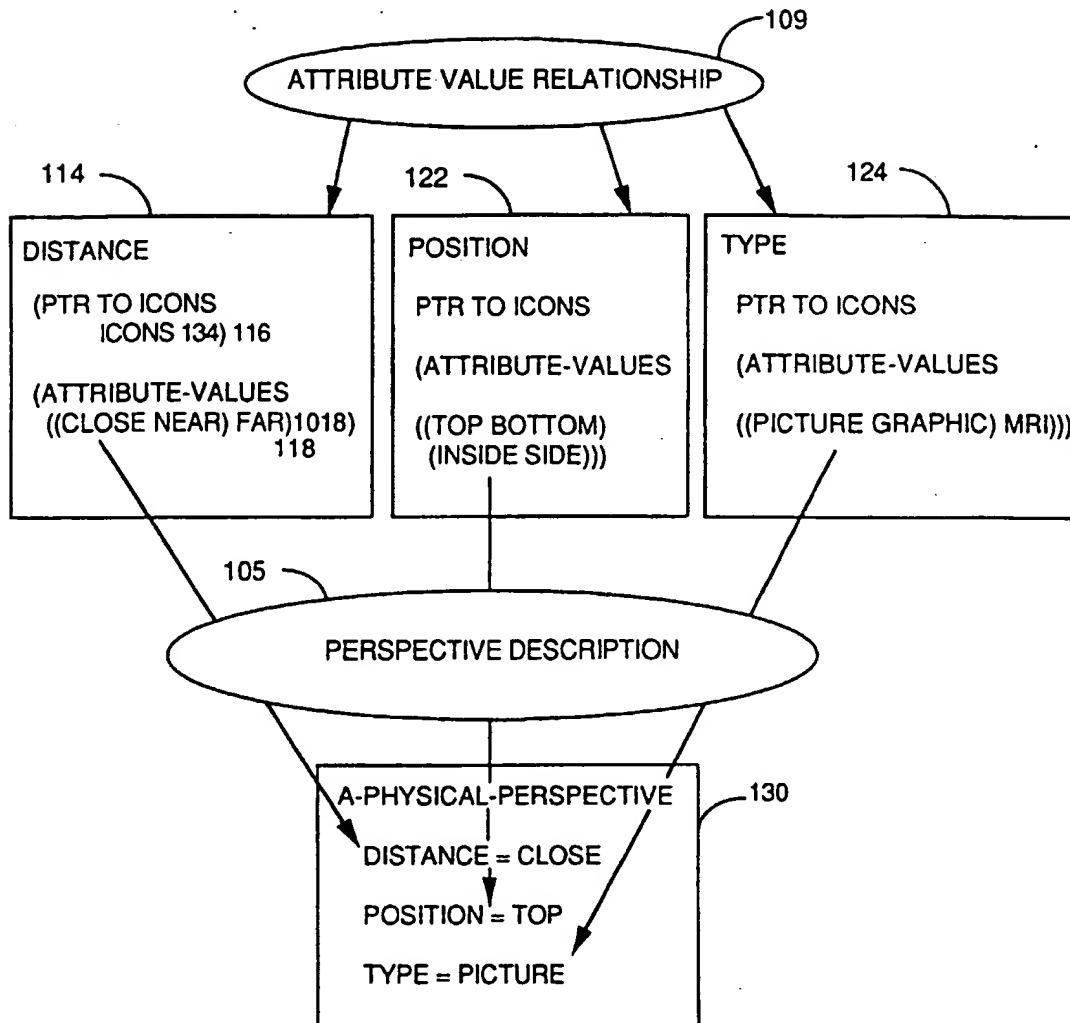 109
ATTRIBUTE VALUE RELATIONSHIP
114
122
124
DISTANCE
(PTR TO ICONS
ICONS 134) 116
(ATTRIBUTE-VALUES
((CLOSE NEAR) FAR)1018)
118
POSITION
PTR TO ICONS
(ATTRIBUTE-VALUES
((TOP BOTTOM)
(INSIDE SIDE)))
TYPE
PTR TO ICONS
(ATTRIBUTE-VALUES
((PICTURE GRAPHIC) MRI)))
105
PERSPECTIVE DESCRIPTION
A-PHYSICAL-PERSPECTIVE
130
DISTANCE = CLOSE
POSITION = TOP
TYPE = PICTURE